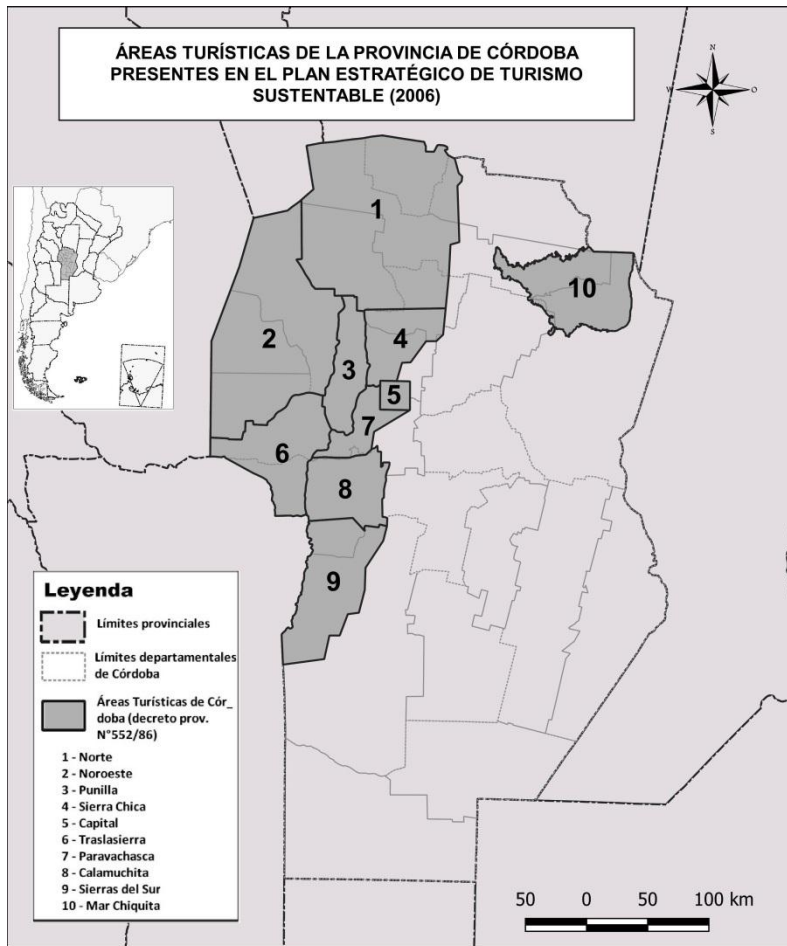 ÁREAS TURÍSTICAS DE LA PROVINCIA DE CÓRDOBA
PRESENTES EN EL PLAN ESTRATÉGICO DE TURISMO
SUSTENTABLE (2006)
N
W
O
S
1
2
3
4
5
6
7
8
9
10
Leyenda
Límites provinciales
Límites departamentales
de Córdoba
Áreas Turísticas de Cór_
doba (decreto prov.
N°552/86)
1 - Norte
2 - Noroeste
3 - Punilla
4 - Sierra Chica
5 - Capital
6 - Traslasierra
7 - Paravachasca
8 - Calamuchita
9 - Sierras del Sur
10 - Mar Chiquita
50 0 50 100 km